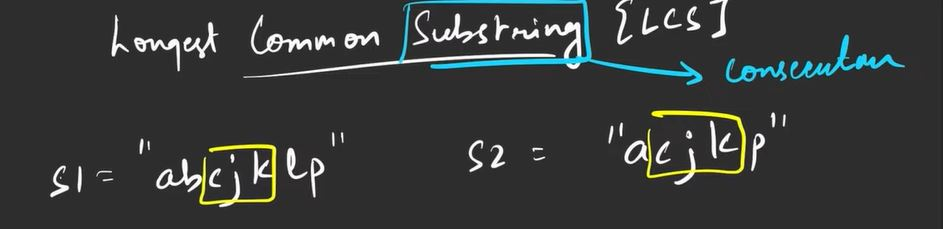 Longest Common Substring [LCS]
consecutive
S1 = "abcjklp" S2 = "acjkp"